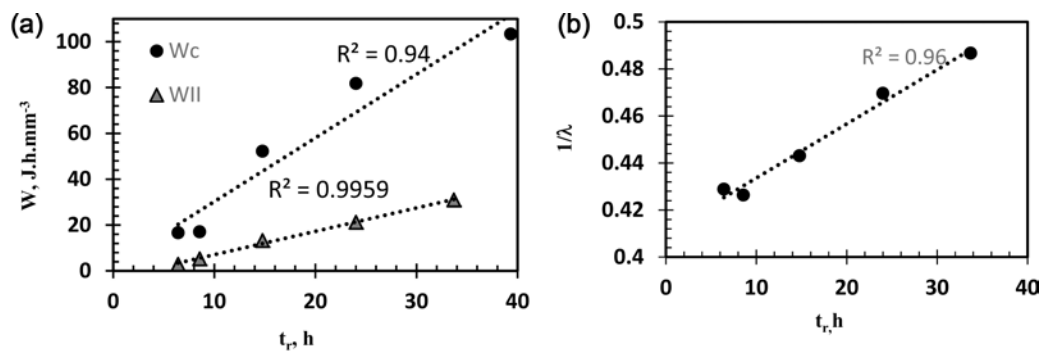 (a)
100
80
60
40
20
0
W, J.h.mm⁻³
Wc
WII
R² = 0.94
R² = 0.9959
0 10 20 30 40
tᵣ, h
(b)
0.5
0.48
0.46
0.44
0.42
0.4
1/λ
R² = 0.96
0 10 20 30 40
tᵣ,h